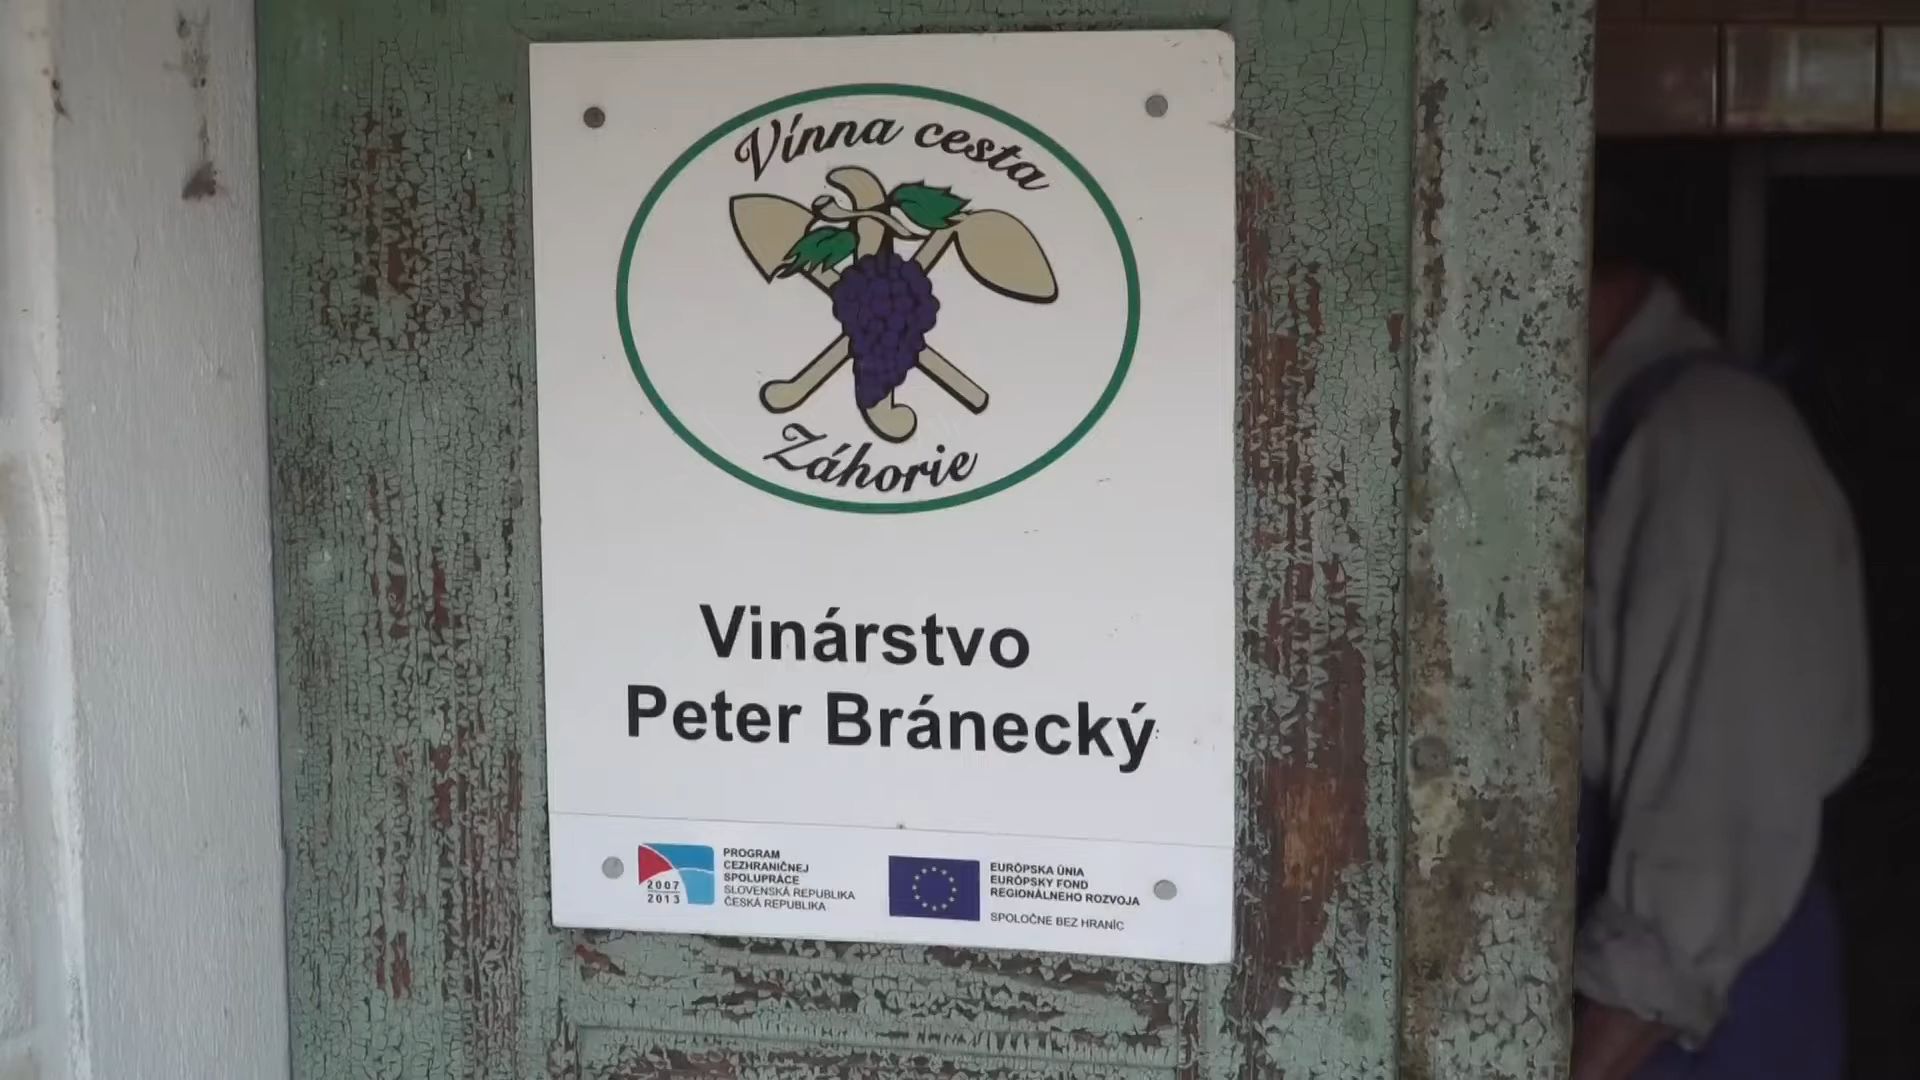 Vínna cesta
Záhorie
Vinárstvo
Peter Bránecký
PROGRAM
CEZHRANIČNEJ
SPOLUPRÁCE
SLOVENSKÁ REPUBLIKA
ČESKÁ REPUBLIKA
2007
2013
EURÓPSKA ÚNIA
EURÓPSKY FOND
REGIONÁLNEHO ROZVOJA
SPOLOČNE BEZ HRANÍC